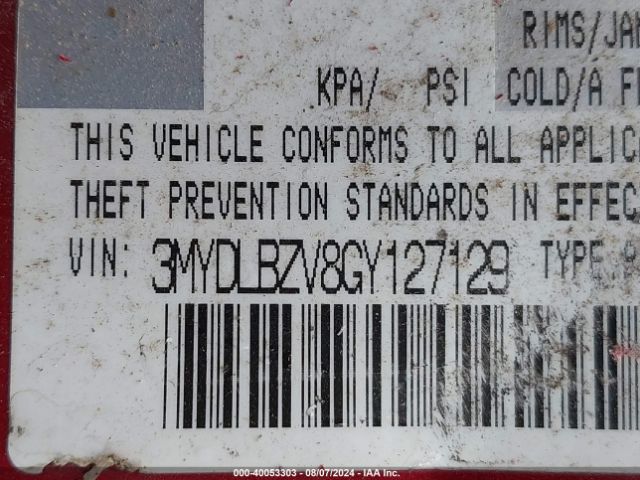 RIMS/JAN
KPA/ PSI COLD/A F
THIS VEHICLE CONFORMS TO ALL APPLIC
THEFT PREVENTION STANDARDS IN EFFEC
VIN: 3MYDLBZV8GY127129 TYPE:
000-40053303 - 08/07/2024 - IAA Inc.